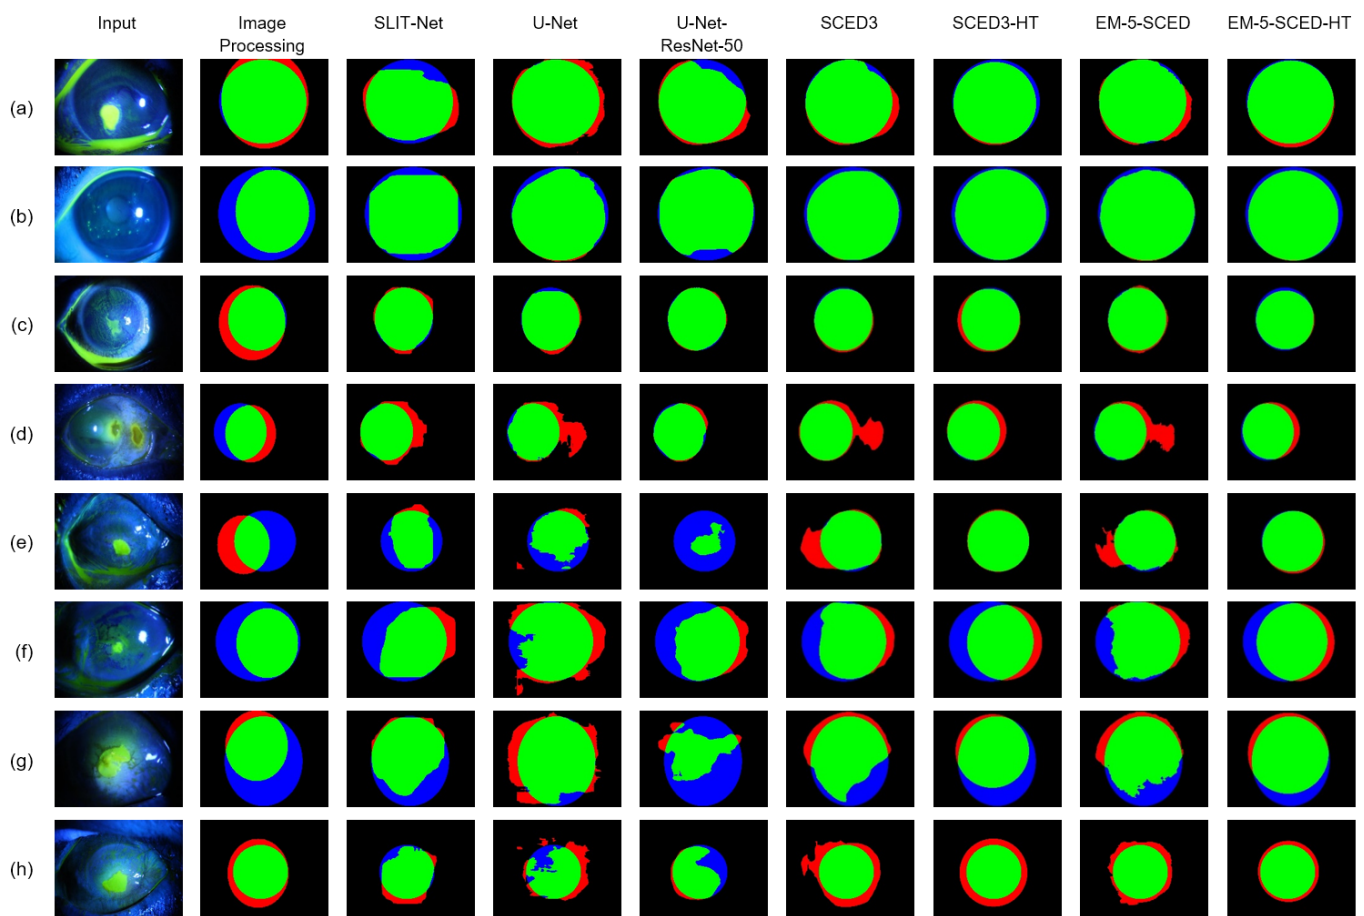 Input Image SLIT-Net U-Net U-Net- SCED3 SCED3-HT EM-5-SCED EM-5-SCED-HT
Processing ResNet-50
(a)
(b)
(c)
(d)
(e)
(f)
(g)
(h)